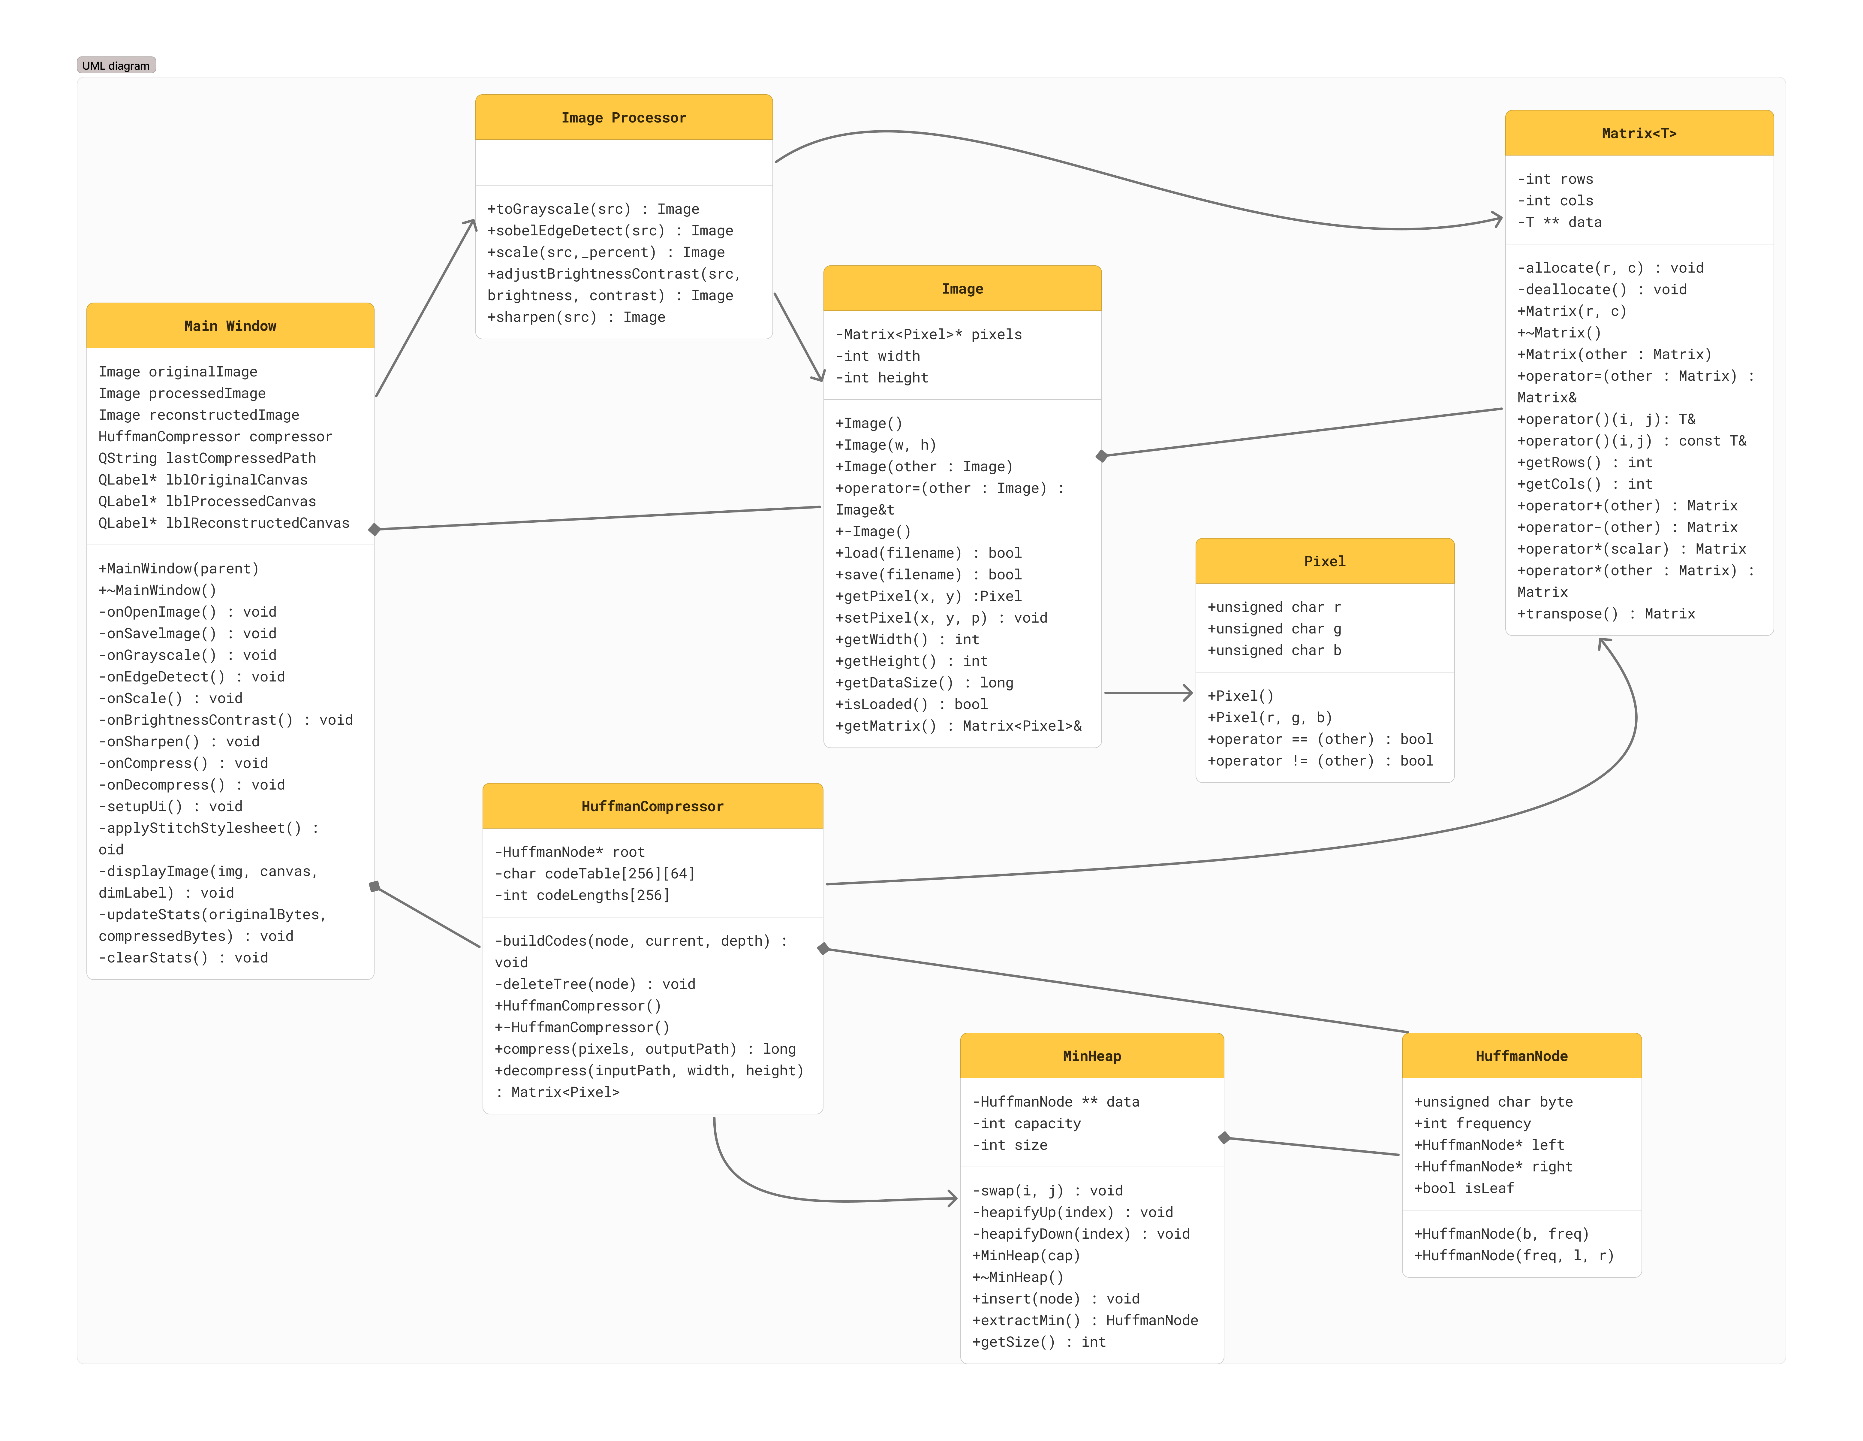 UML diagram
Image Processor
+toGrayscale(src) : Image
+sobelEdgeDetect(src) : Image
+scale(src,_percent) : Image
+adjustBrightnessContrast(src,
brightness, contrast) : Image
+sharpen(src) : Image
Matrix<T>
-int rows
-int cols
-T ** data
-allocate(r, c) : void
-deallocate() : void
+Matrix(r, c)
+~Matrix()
+Matrix(other : Matrix)
+operator=(other : Matrix) :
Matrix&
+operator()(i, j): T&
+operator()(i,j) : const T&
+getRows() : int
+getCols() : int
+operator+(other) : Matrix
+operator-(other) : Matrix
+operator*(scalar) : Matrix
+operator*(other : Matrix) :
Matrix
+transpose() : Matrix
Image
-Matrix<Pixel>* pixels
-int width
-int height
+Image()
+Image(w, h)
+Image(other : Image)
+operator=(other : Image) :
Image&t
+-Image()
+load(filename) : bool
+save(filename) : bool
+getPixel(x, y) :Pixel
+setPixel(x, y, p) : void
+getWidth() : int
+getHeight() : int
+getDataSize() : long
+isLoaded() : bool
+getMatrix() : Matrix<Pixel>&
Main Window
Image originalImage
Image processedImage
Image reconstructedImage
HuffmanCompressor compressor
QString lastCompressedPath
QLabel* lblOriginalCanvas
QLabel* lblProcessedCanvas
QLabel* lblReconstructedCanvas
+MainWindow(parent)
+~MainWindow()
-onOpenImage() : void
-onSavelmage() : void
-onGrayscale() : void
-onEdgeDetect() : void
-onScale() : void
-onBrightnessContrast() : void
-onSharpen() : void
-onCompress() : void
-onDecompress() : void
-setupUi() : void
-applyStitchStylesheet() :
oid
-displayImage(img, canvas,
dimLabel) : void
-updateStats(originalBytes,
compressedBytes) : void
-clearStats() : void
Pixel
+unsigned char r
+unsigned char g
+unsigned char b
+Pixel()
+Pixel(r, g, b)
+operator == (other) : bool
+operator != (other) : bool
HuffmanCompressor
-HuffmanNode* root
-char codeTable[256][64]
-int codeLengths[256]
-buildCodes(node, current, depth) :
void
-deleteTree(node) : void
+HuffmanCompressor()
+-HuffmanCompressor()
+compress(pixels, outputPath) : long
+decompress(inputPath, width, height)
: Matrix<Pixel>
MinHeap
-HuffmanNode ** data
-int capacity
-int size
-swap(i, j) : void
-heapifyUp(index) : void
-heapifyDown(index) : void
+MinHeap(cap)
+~MinHeap()
+insert(node) : void
+extractMin() : HuffmanNode
+getSize() : int
HuffmanNode
+unsigned char byte
+int frequency
+HuffmanNode* left
+HuffmanNode* right
+bool isLeaf
+HuffmanNode(b, freq)
+HuffmanNode(freq, l, r)